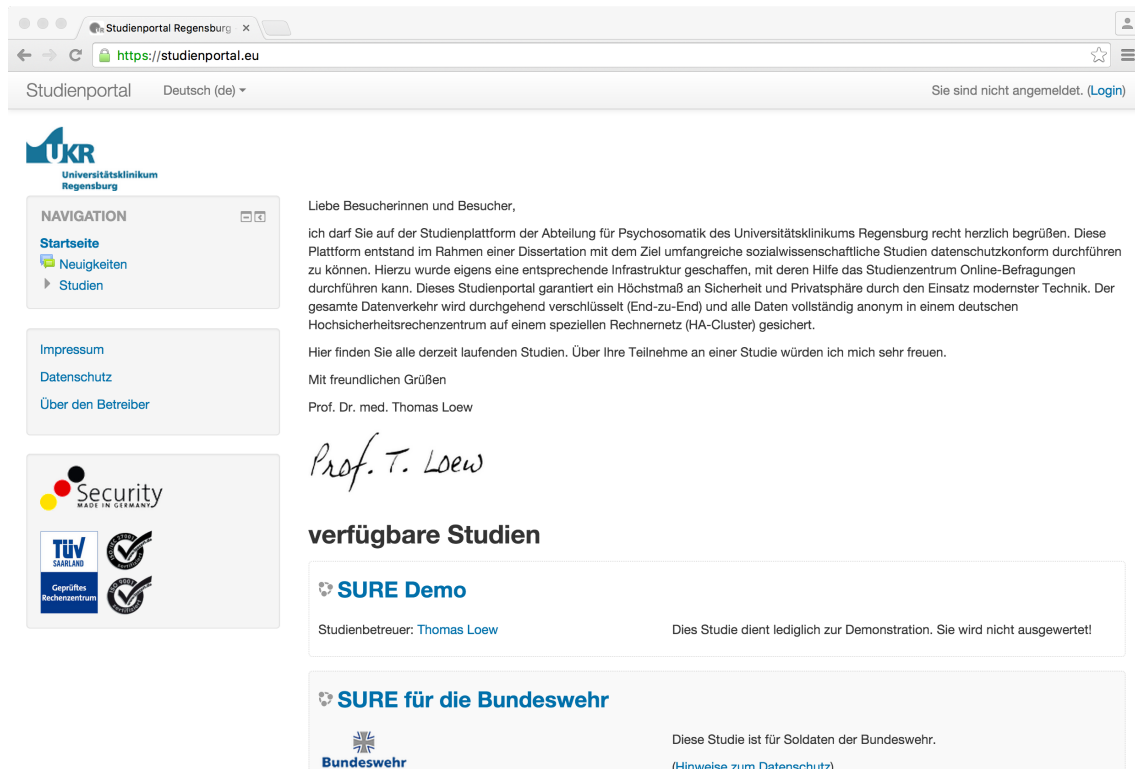 Studienportal Regensburg
https://studienportal.eu
Studienportal
Deutsch (de)
Sie sind nicht angemeldet. (Login)
UKR
Universitätsklinikum
Regensburg
NAVIGATION
Startseite
Neuigkeiten
Studien
Impressum
Datenschutz
Über den Betreiber
Security
MADE IN GERMANY
TÜV
SAARLAND
Geprüftes
Rechenzentrum
Liebe Besucherinnen und Besucher,
ich darf Sie auf der Studienplattform der Abteilung für Psychosomatik des Universitätsklinikums Regensburg recht herzlich begrüßen. Diese
Plattform entstand im Rahmen einer Dissertation mit dem Ziel umfangreiche sozialwissenschaftliche Studien datenschutzkonform durchführen
zu können. Hierzu wurde eigens eine entsprechende Infrastruktur geschaffen, mit deren Hilfe das Studienzentrum Online-Befragungen
durchführen kann. Dieses Studienportal garantiert ein Höchstmaß an Sicherheit und Privatsphäre durch den Einsatz modernster Technik. Der
gesamte Datenverkehr wird durchgehend verschlüsselt (End-zu-End) und alle Daten vollständig anonym in einem deutschen
Hochsicherheitsrechenzentrum auf einem speziellen Rechnernetz (HA-Cluster) gesichert.
Hier finden Sie alle derzeit laufenden Studien. Über Ihre Teilnehme an einer Studie würden ich mich sehr freuen.
Mit freundlichen Grüßen
Prof. Dr. med. Thomas Loew
Prof. T. Loew
verfügbare Studien
SURE Demo
Studienbetreuer: Thomas Loew
Dies Studie dient lediglich zur Demonstration. Sie wird nicht ausgewertet!
SURE für die Bundeswehr
Bundeswehr
Diese Studie ist für Soldaten der Bundeswehr.
(Hinweise zum Datenschutz)